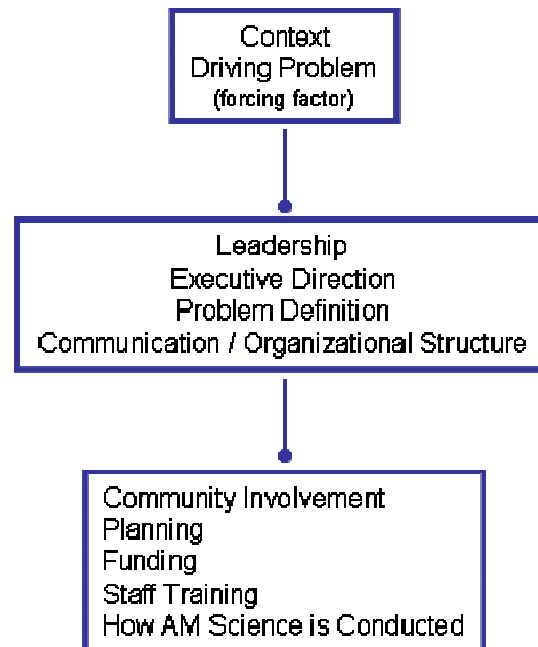 Context
Driving Problem
(forcing factor)
Leadership
Executive Direction
Problem Definition
Communication / Organizational Structure
Community Involvement
Planning
Funding
Staff Training
How AM Science is Conducted